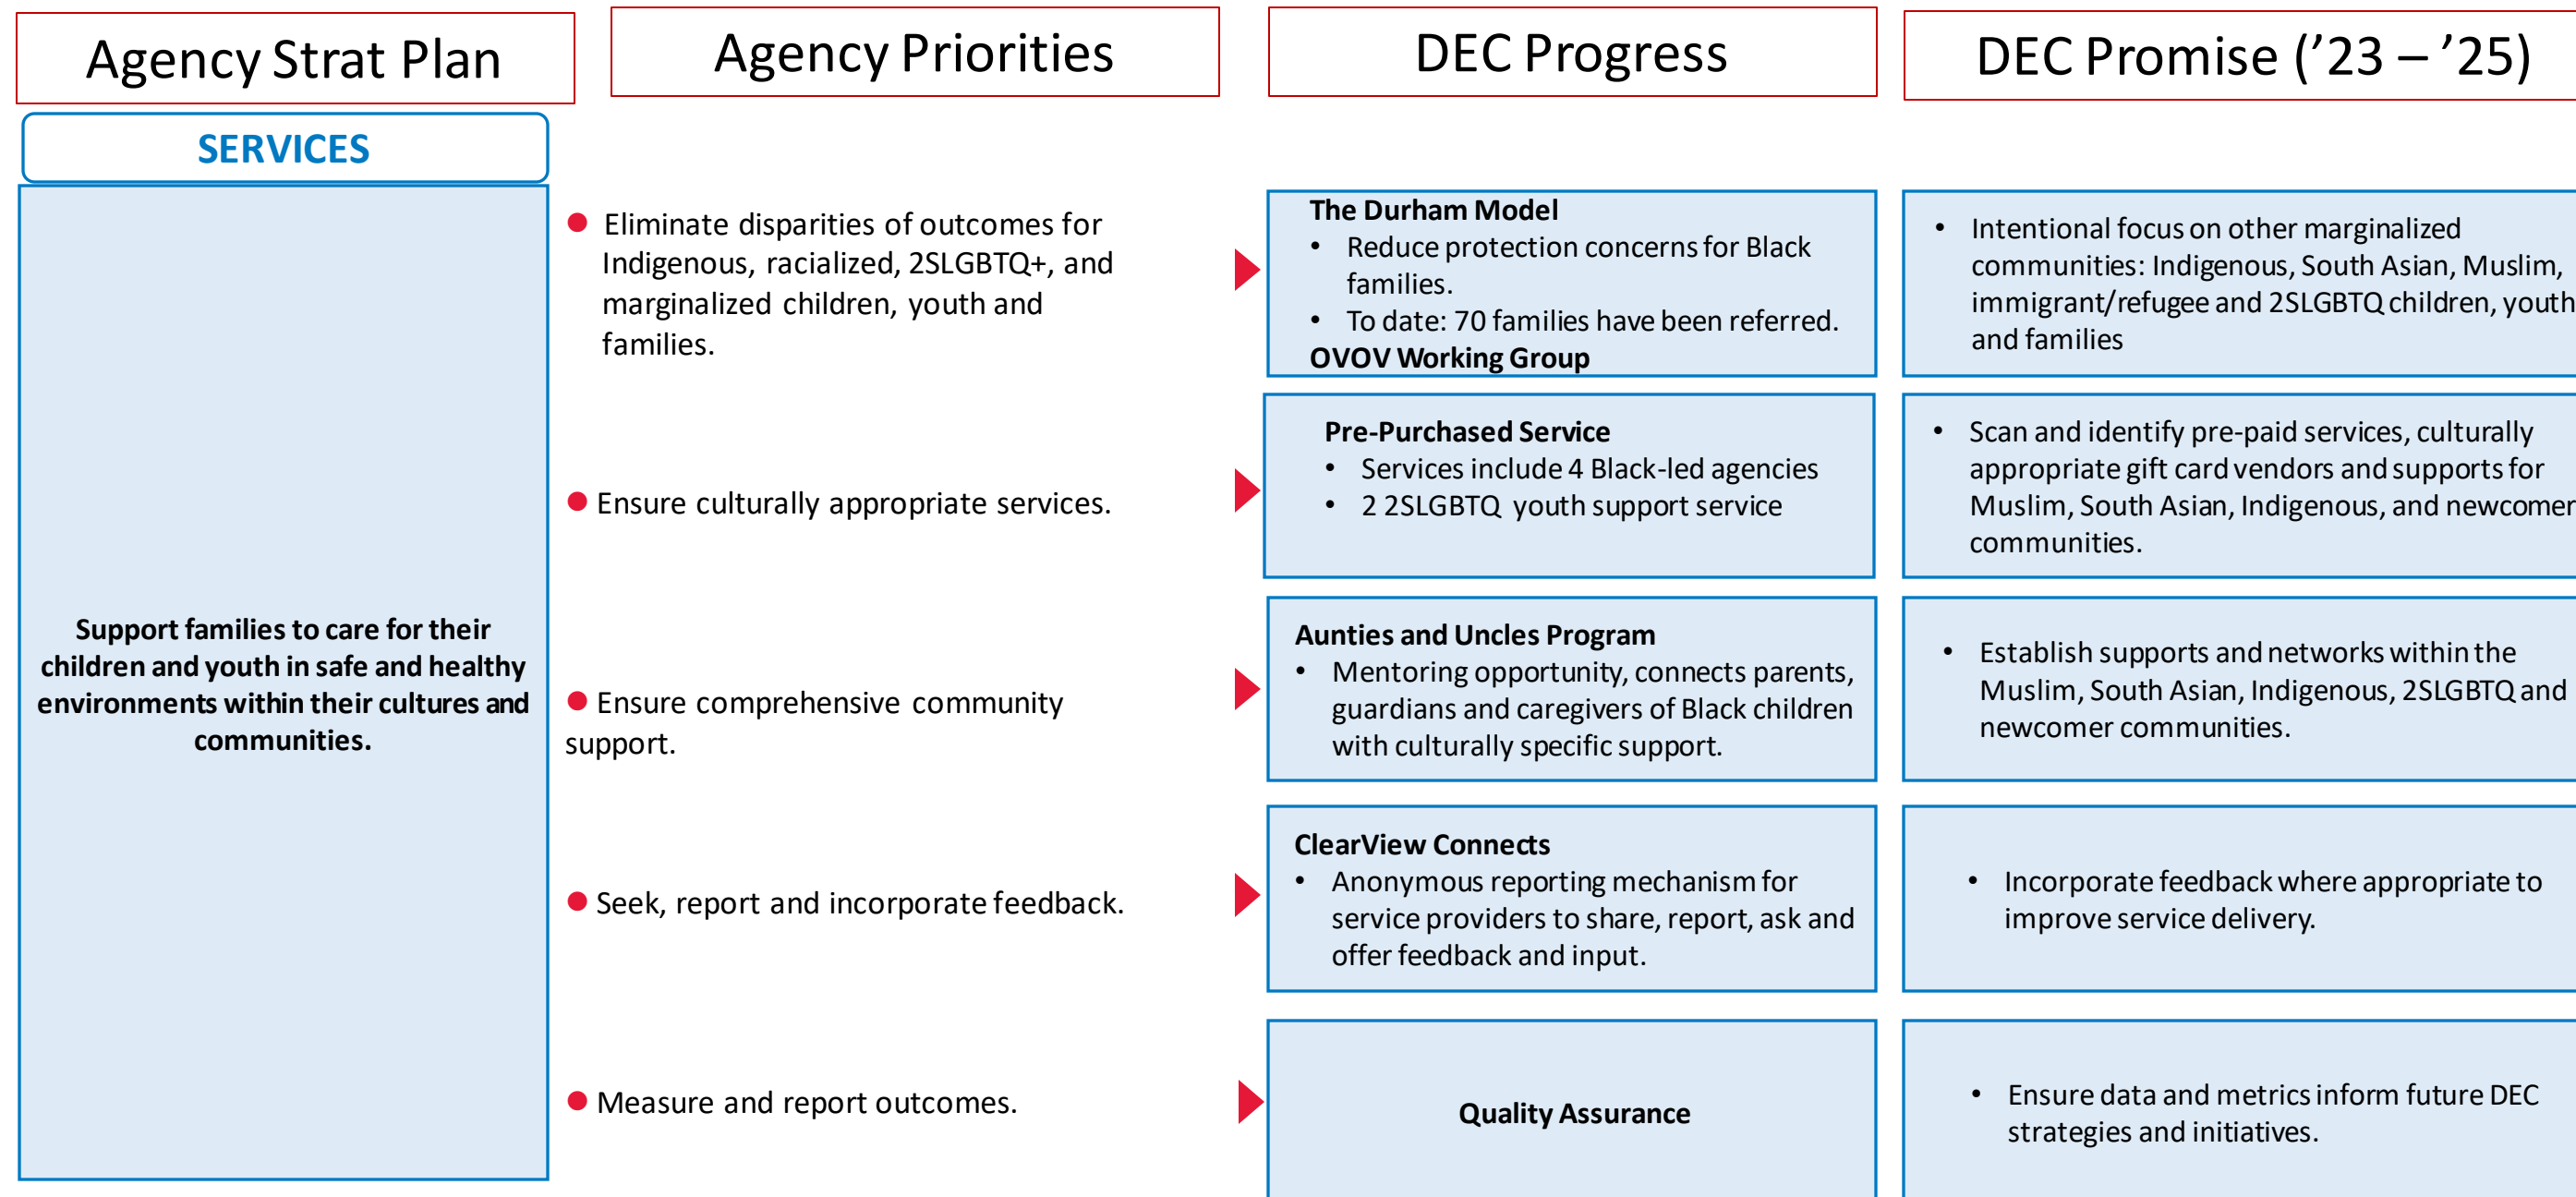 Agency Strat Plan
Agency Priorities
DEC Progress
DEC Promise (’23 – ’25)
SERVICES
Support families to care for their
children and youth in safe and healthy
environments within their cultures and
communities.
● Eliminate disparities of outcomes for
Indigenous, racialized, 2SLGBTQ+, and
marginalized children, youth and
families.
The Durham Model
• Reduce protection concerns for Black
families.
• To date: 70 families have been referred.
OVOV Working Group
• Intentional focus on other marginalized
communities: Indigenous, South Asian, Muslim,
immigrant/refugee and 2SLGBTQ children, youth
and families
● Ensure culturally appropriate services.
Pre-Purchased Service
• Services include 4 Black-led agencies
• 2 2SLGBTQ youth support service
• Scan and identify pre-paid services, culturally
appropriate gift card vendors and supports for
Muslim, South Asian, Indigenous, and newcomer
communities.
● Ensure comprehensive community
support.
Aunties and Uncles Program
• Mentoring opportunity, connects parents,
guardians and caregivers of Black children
with culturally specific support.
• Establish supports and networks within the
Muslim, South Asian, Indigenous, 2SLGBTQ and
newcomer communities.
● Seek, report and incorporate feedback.
ClearView Connects
• Anonymous reporting mechanism for
service providers to share, report, ask and
offer feedback and input.
• Incorporate feedback where appropriate to
improve service delivery.
● Measure and report outcomes.
Quality Assurance
• Ensure data and metrics inform future DEC
strategies and initiatives.